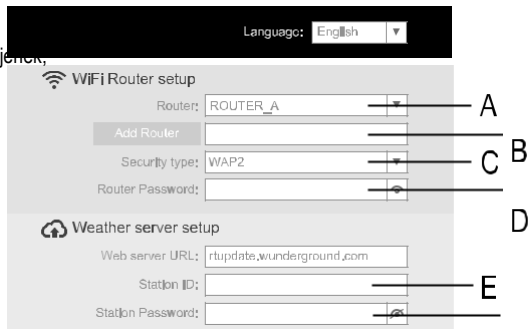 Language: English
jenek,
WiFi Router setup
Router: ROUTER_A
A
Add Router
B
Security type: WAP2
C
Router Password:
D
Weather server setup
Web server URL: rtupdate.wunderground.com
Station ID:
E
Station Password: